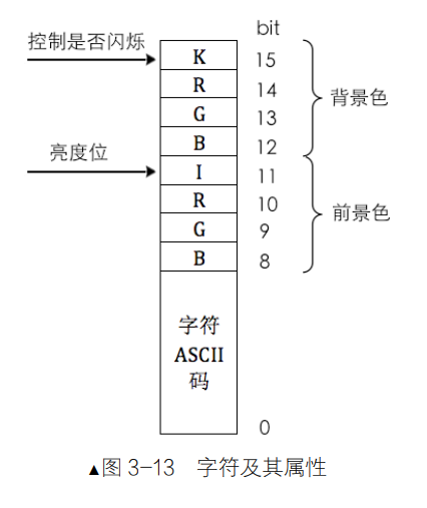 bit
控制是否闪烁
K 15
R 14
G 13
背景色
B 12
亮度位
I 11
R 10
前景色
G 9
B 8
字符
ASCII
码
0
▲图 3-13 字符及其属性